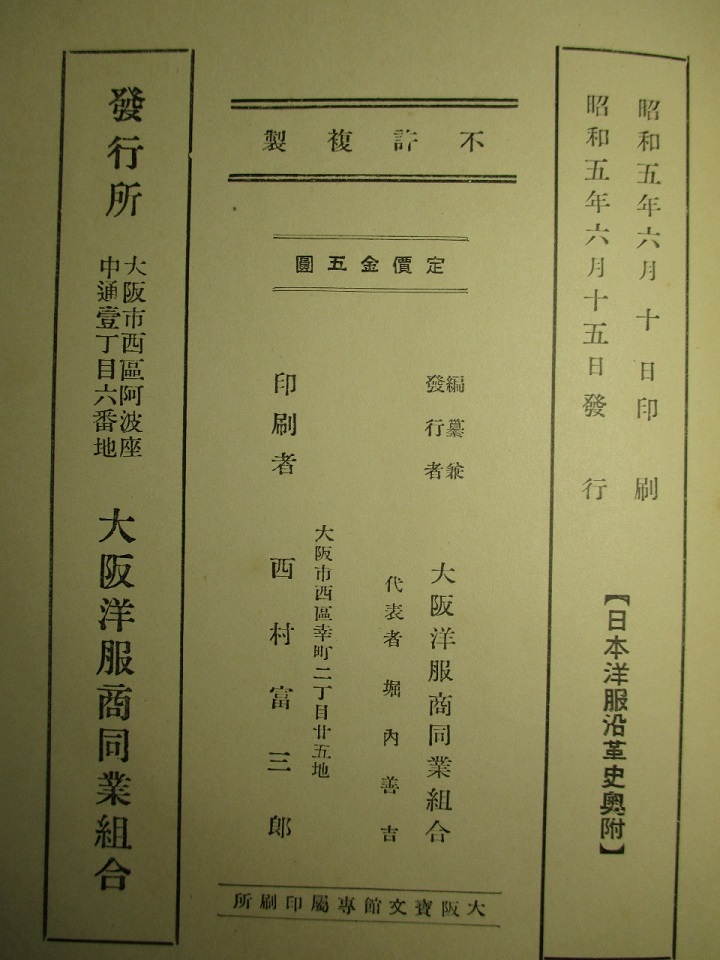 昭和五年六月十日印刷
昭和五年六月十五日發行
【日本洋服沿革史奧附】
不許複製
定價金五圓
編纂兼
發行者
大阪洋服商同業組合
代表者 堀內善吉
大阪市西區幸町二丁目廿五地
印刷者 西村富三郎
大阪寶文館專屬印刷所
發行所
大阪市西區阿波座
中通壹丁目六番地
大阪洋服商同業組合